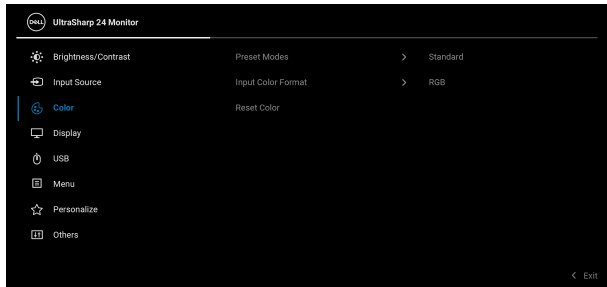 DELL UltraSharp 24 Monitor
Brightness/Contrast Preset Modes > Standard
Input Source Input Color Format > RGB
Color Reset Color
Display
USB
Menu
Personalize
Others
< Exit